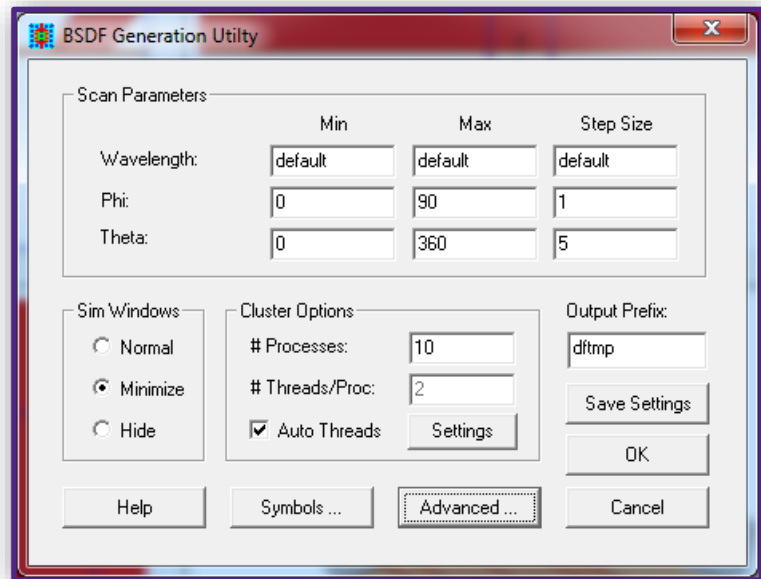 BSDF Generation Utilty
Scan Parameters
Min Max Step Size
Wavelength: default default default
Phi: 0 90 1
Theta: 0 360 5
Sim Windows
Normal
Minimize
Hide
Cluster Options
# Processes: 10
# Threads/Proc: 2
Auto Threads Settings
Output Prefix:
dftmp
Save Settings
OK
Help Symbols ... Advanced ... Cancel